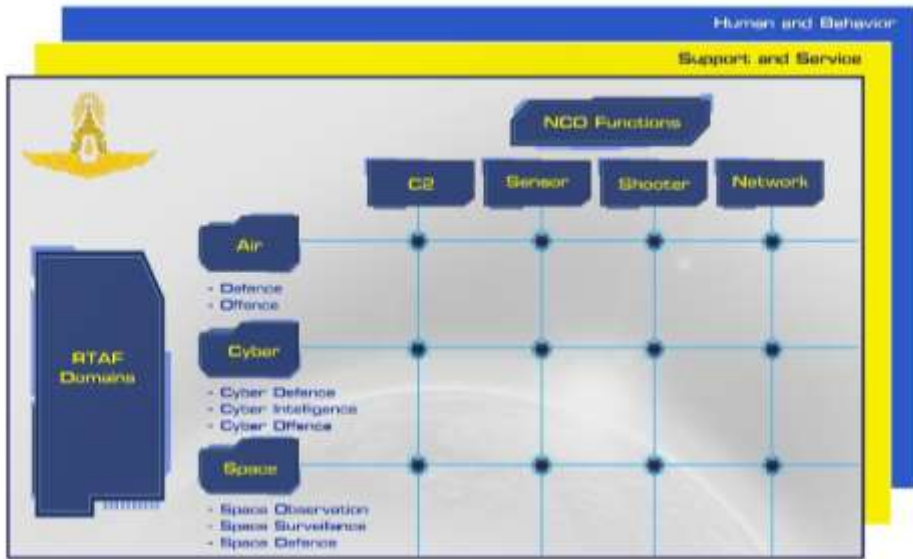 Human and Behavior
Support and Service
NCO Functions
C2
Sensor
Shooter
Network
RTAF
Domains
Air
- Defence
- Offence
Cyber
- Cyber Defence
- Cyber Intelligence
- Cyber Offence
Space
- Space Observation
- Space Surveillance
- Space Defence